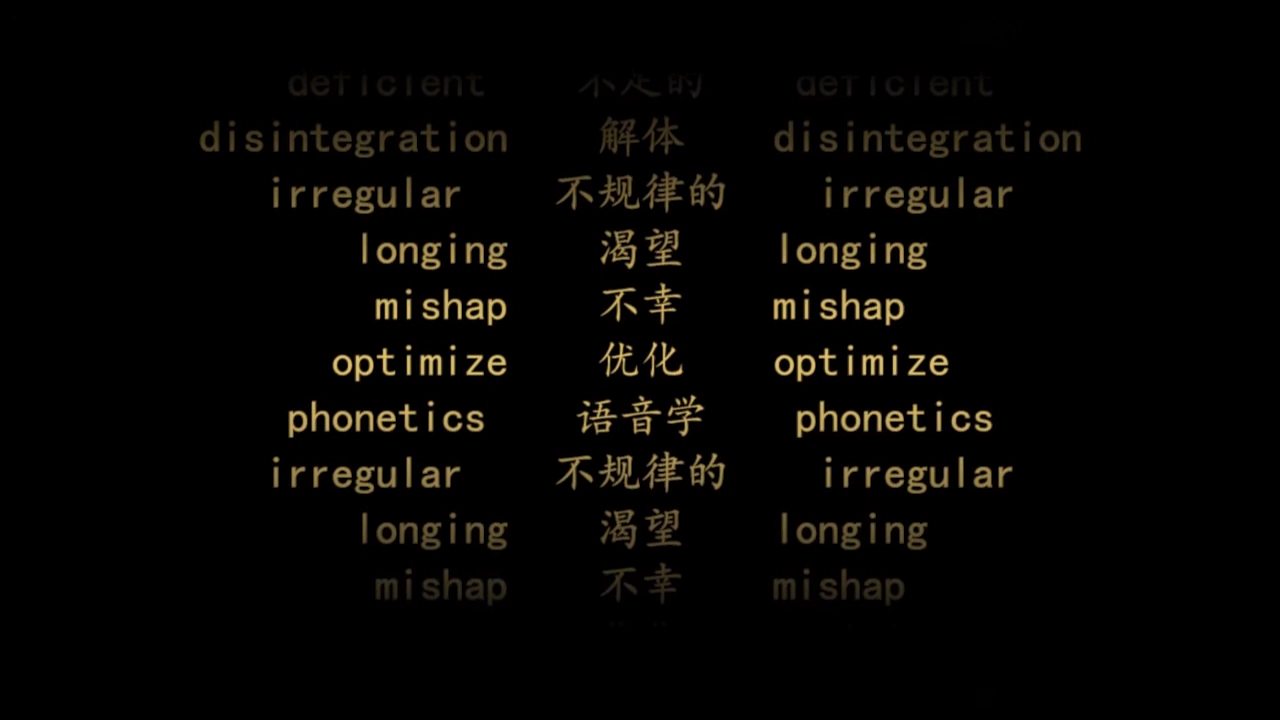 deficient 不足的 deficient
disintegration 解体 disintegration
irregular 不规律的 irregular
longing 渴望 longing
mishap 不幸 mishap
optimize 优化 optimize
phonetics 语音学 phonetics
irregular 不规律的 irregular
longing 渴望 longing
mishap 不幸 mishap